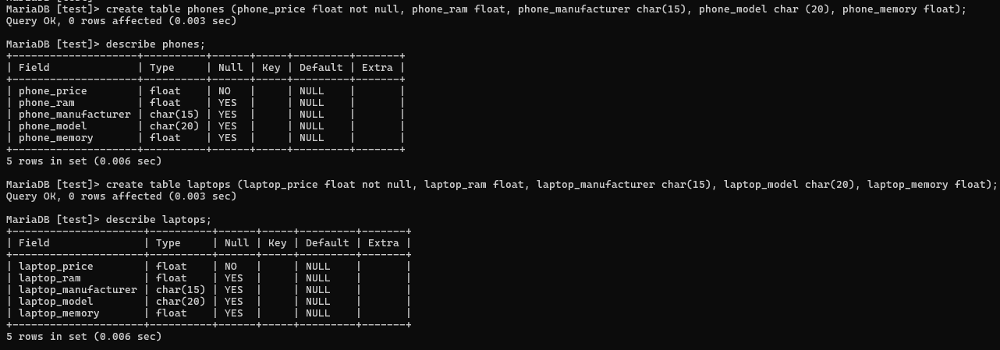 MariaDB [test]> create table phones (phone_price float not null, phone_ram float, phone_manufacturer char(15), phone_model char (20), phone_memory float);
Query OK, 0 rows affected (0.003 sec)

MariaDB [test]> describe phones;
+--------------------+----------+------+-----+---------+-------+
| Field              | Type     | Null | Key | Default | Extra |
+--------------------+----------+------+-----+---------+-------+
| phone_price        | float    | NO   |     | NULL    |       |
| phone_ram          | float    | YES  |     | NULL    |       |
| phone_manufacturer | char(15) | YES  |     | NULL    |       |
| phone_model        | char(20) | YES  |     | NULL    |       |
| phone_memory       | float    | YES  |     | NULL    |       |
+--------------------+----------+------+-----+---------+-------+
5 rows in set (0.006 sec)

MariaDB [test]> create table laptops (laptop_price float not null, laptop_ram float, laptop_manufacturer char(15), laptop_model char(20), laptop_memory float);
Query OK, 0 rows affected (0.003 sec)

MariaDB [test]> describe laptops;
+---------------------+----------+------+-----+---------+-------+
| Field               | Type     | Null | Key | Default | Extra |
+---------------------+----------+------+-----+---------+-------+
| laptop_price        | float    | NO   |     | NULL    |       |
| laptop_ram          | float    | YES  |     | NULL    |       |
| laptop_manufacturer | char(15) | YES  |     | NULL    |       |
| laptop_model        | char(20) | YES  |     | NULL    |       |
| laptop_memory       | float    | YES  |     | NULL    |       |
+---------------------+----------+------+-----+---------+-------+
5 rows in set (0.006 sec)